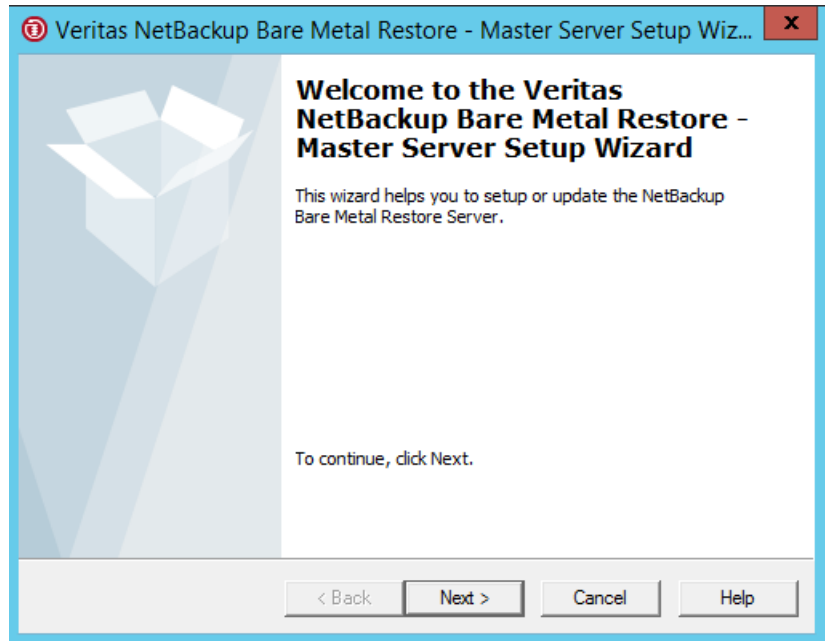 Veritas NetBackup Bare Metal Restore - Master Server Setup Wiz...
x
Welcome to the Veritas
NetBackup Bare Metal Restore -
Master Server Setup Wizard
This wizard helps you to setup or update the NetBackup
Bare Metal Restore Server.
To continue, click Next.
< Back Next > Cancel Help